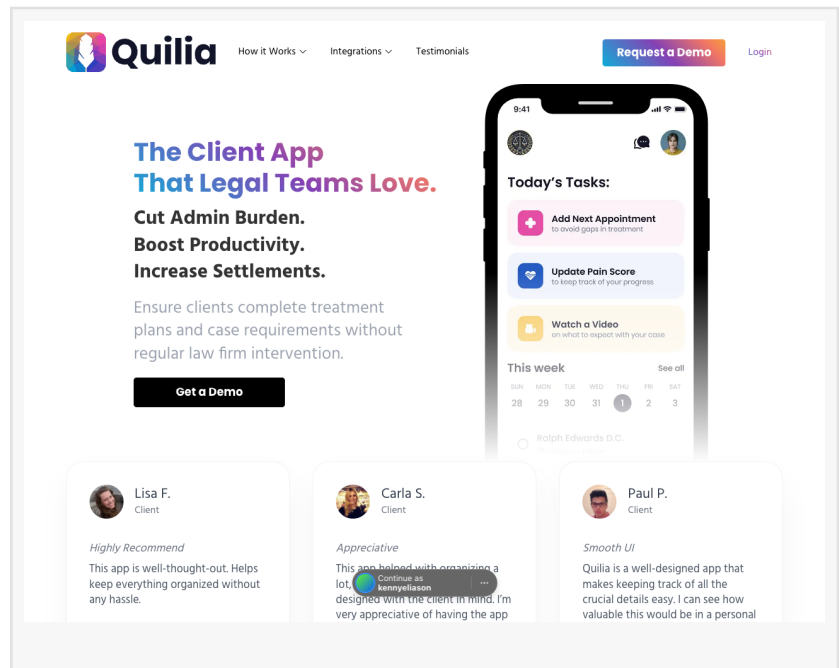 Quilia
How it Works
Integrations
Testimonials
Request a Demo
Login
The Client App
That Legal Teams Love.
Cut Admin Burden.
Boost Productivity.
Increase Settlements.
Ensure clients complete treatment
plans and case requirements without
regular law firm intervention.
Get a Demo
9:41
Today's Tasks:
Add Next Appointment
to avoid gaps in treatment
Update Pain Score
to keep track of your progress
Watch a Video
on what to expect with your case
This week
See all
SUN MON TUE WED THU FRI SAT
28 29 30 31 1 2 3
Ralph Edwards D.C.
Lisa F.
Client
Highly Recommend
This app is well-thought-out. Helps
keep everything organized without
any hassle.
Carla S.
Client
Appreciative
This app helped with organizing a
lot,
designed with the client in mind. I'm
very appreciative of having the app
Continue as
kennyeliason
Paul P.
Client
Smooth UI
Quilia is a well-designed app that
makes keeping track of all the
crucial details easy. I can see how
valuable this would be in a personal